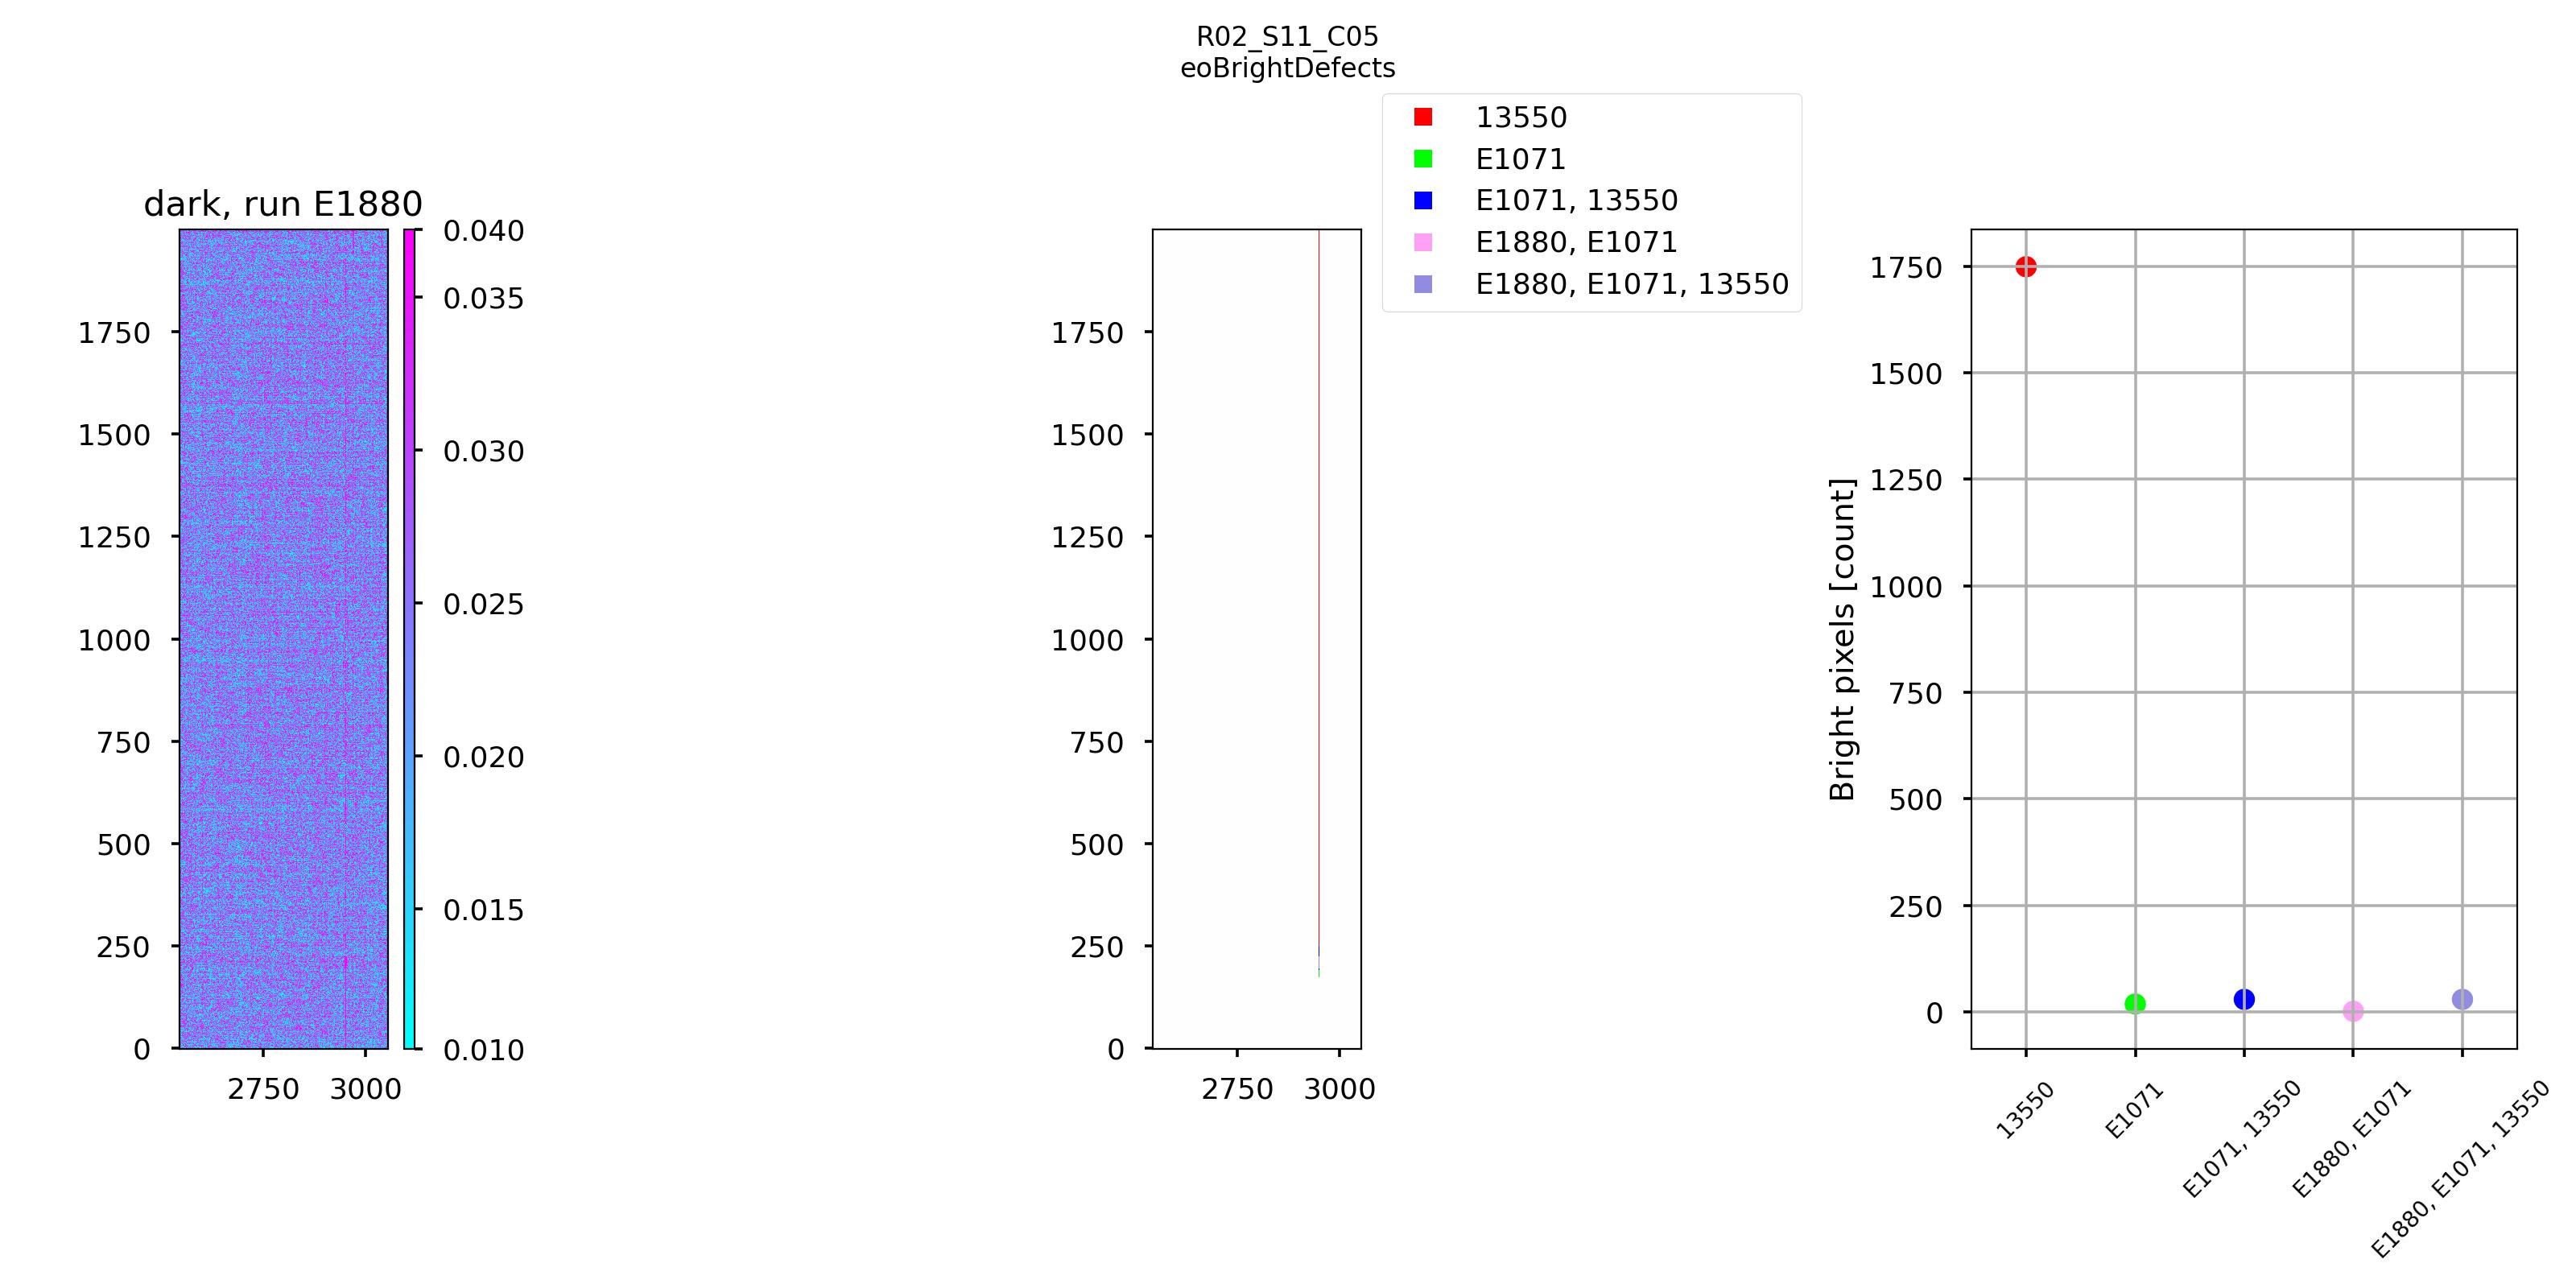 R02_S11_C05
eoBrightDefects
dark, run E1880
1750
1500
1250
1000
750
500
250
0
2750 3000
0.040
0.035
0.030
0.025
0.020
0.015
0.010
1750
1500
1250
1000
750
500
250
0
2750 3000
13550
E1071
E1071, 13550
E1880, E1071
E1880, E1071, 13550
Bright pixels [count]
1750
1500
1250
1000
750
500
250
0
13550
E1071
E1071, 13550
E1880, E1071
E1880, E1071, 13550